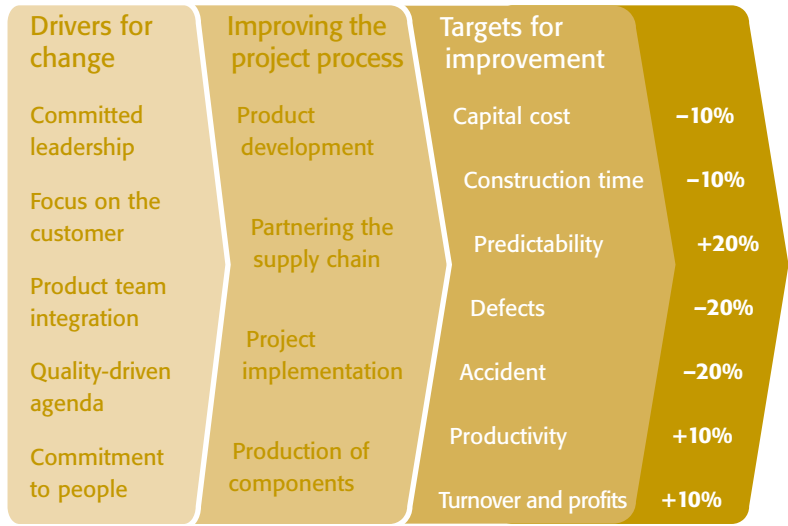 Drivers for
change
Committed
leadership
Focus on the
customer
Product team
integration
Quality-driven
agenda
Commitment
to people
Improving the
project process
Product
development
Partnering the
supply chain
Project
implementation
Production of
components
Targets for
improvement
Capital cost –10%
Construction time –10%
Predictability +20%
Defects –20%
Accident –20%
Productivity +10%
Turnover and profits +10%